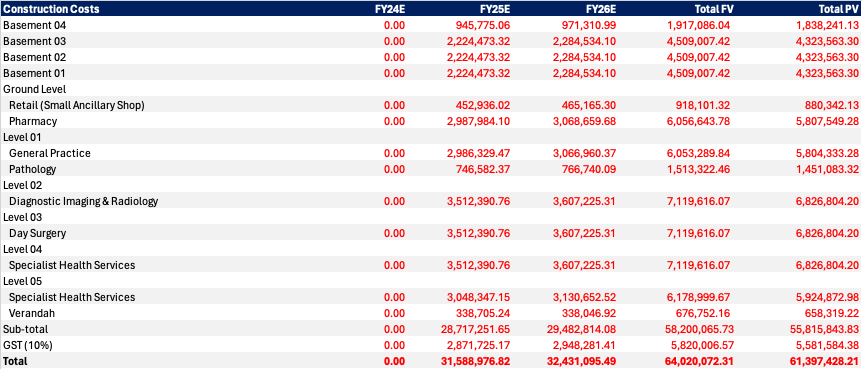 Construction Costs FY24E FY25E FY26E Total FV Total PV
Basement 04 0.00 945,775.06 971,310.99 1,917,086.04 1,838,241.13
Basement 03 0.00 2,224,473.32 2,284,534.10 4,509,007.42 4,323,563.30
Basement 02 0.00 2,224,473.32 2,284,534.10 4,509,007.42 4,323,563.30
Basement 01 0.00 2,224,473.32 2,284,534.10 4,509,007.42 4,323,563.30
Ground Level
Retail (Small Ancillary Shop) 0.00 452,936.02 465,165.30 918,101.32 880,342.13
Pharmacy 0.00 2,987,984.10 3,068,659.68 6,056,643.78 5,807,549.28
Level 01
General Practice 0.00 2,986,329.47 3,066,960.37 6,053,289.84 5,804,333.28
Pathology 0.00 746,582.37 766,740.09 1,513,322.46 1,451,083.32
Level 02
Diagnostic Imaging & Radiology 0.00 3,512,390.76 3,607,225.31 7,119,616.07 6,826,804.20
Level 03
Day Surgery 0.00 3,512,390.76 3,607,225.31 7,119,616.07 6,826,804.20
Level 04
Specialist Health Services 0.00 3,512,390.76 3,607,225.31 7,119,616.07 6,826,804.20
Level 05
Specialist Health Services 0.00 3,048,347.15 3,130,652.52 6,178,999.67 5,924,872.98
Verandah 0.00 338,705.24 338,046.92 676,752.16 658,319.22
Sub-total 0.00 28,717,251.65 29,482,814.08 58,200,065.73 55,815,843.83
GST (10%) 0.00 2,871,725.17 2,948,281.41 5,820,006.57 5,581,584.38
Total 0.00 31,588,976.82 32,431,095.49 64,020,072.31 61,397,428.21